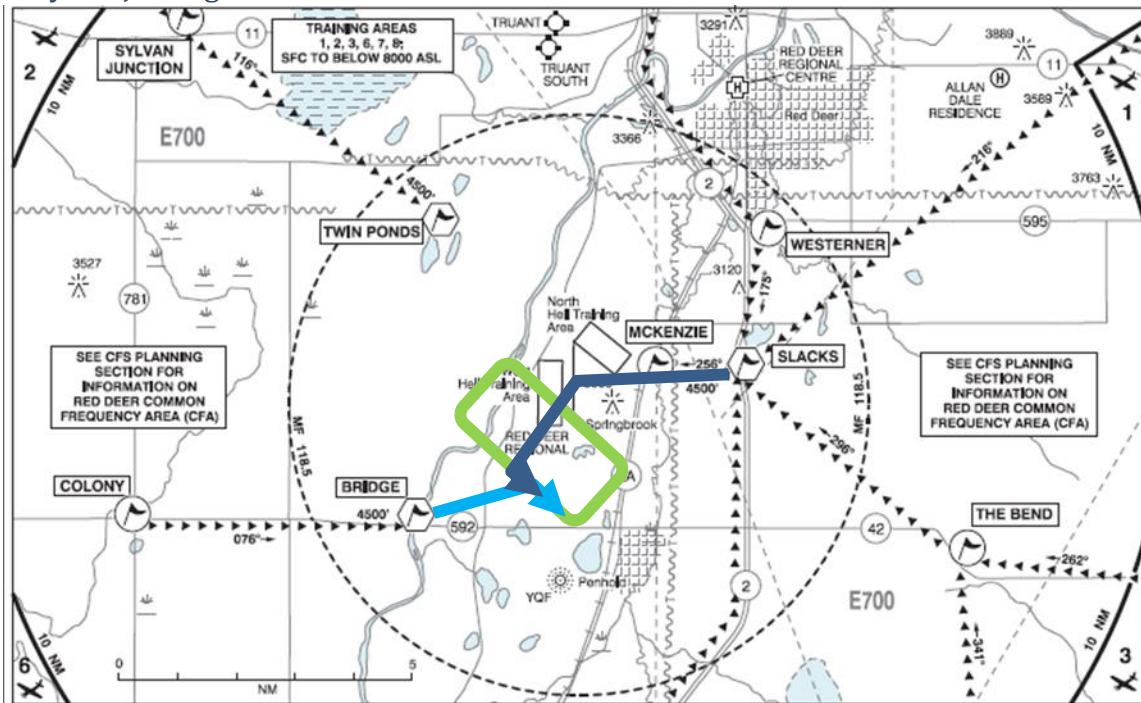 11
TRAINING AREAS
1, 2, 3, 6, 7, 8;
SFC TO BELOW 8000 ASL
TRUANT
TRUANT
SOUTH
3291
RED DEER
REGIONAL
CENTRE
H
Red Deer
3889
H
ALLAN
DALE
RESIDENCE
11
3589
1
10 NM
2
10 NM
SYLVAN
JUNCTION
116°
E700
3366
216°
3763
4500'
TWIN PONDS
2
WESTERNER
595
3527
781
3120
175°
North
Hell Training
Area
MCKENZIE
256°
4500'
SLACKS
SEE CFS PLANNING
SECTION FOR
INFORMATION ON
RED DEER COMMON
FREQUENCY AREA (CFA)
Hell Training
Area
Springbrook
MF 118.5
SEE CFS PLANNING
SECTION FOR
INFORMATION ON
RED DEER COMMON
FREQUENCY AREA (CFA)
MF 118.5
RED DEER
REGIONAL
A
296°
COLONY
BRIDGE
4500'
592
076°
42
THE BEND
262°
YQF
Penhold
2
E700
341°
6
10 NM
0
5
NM
3
10 NM